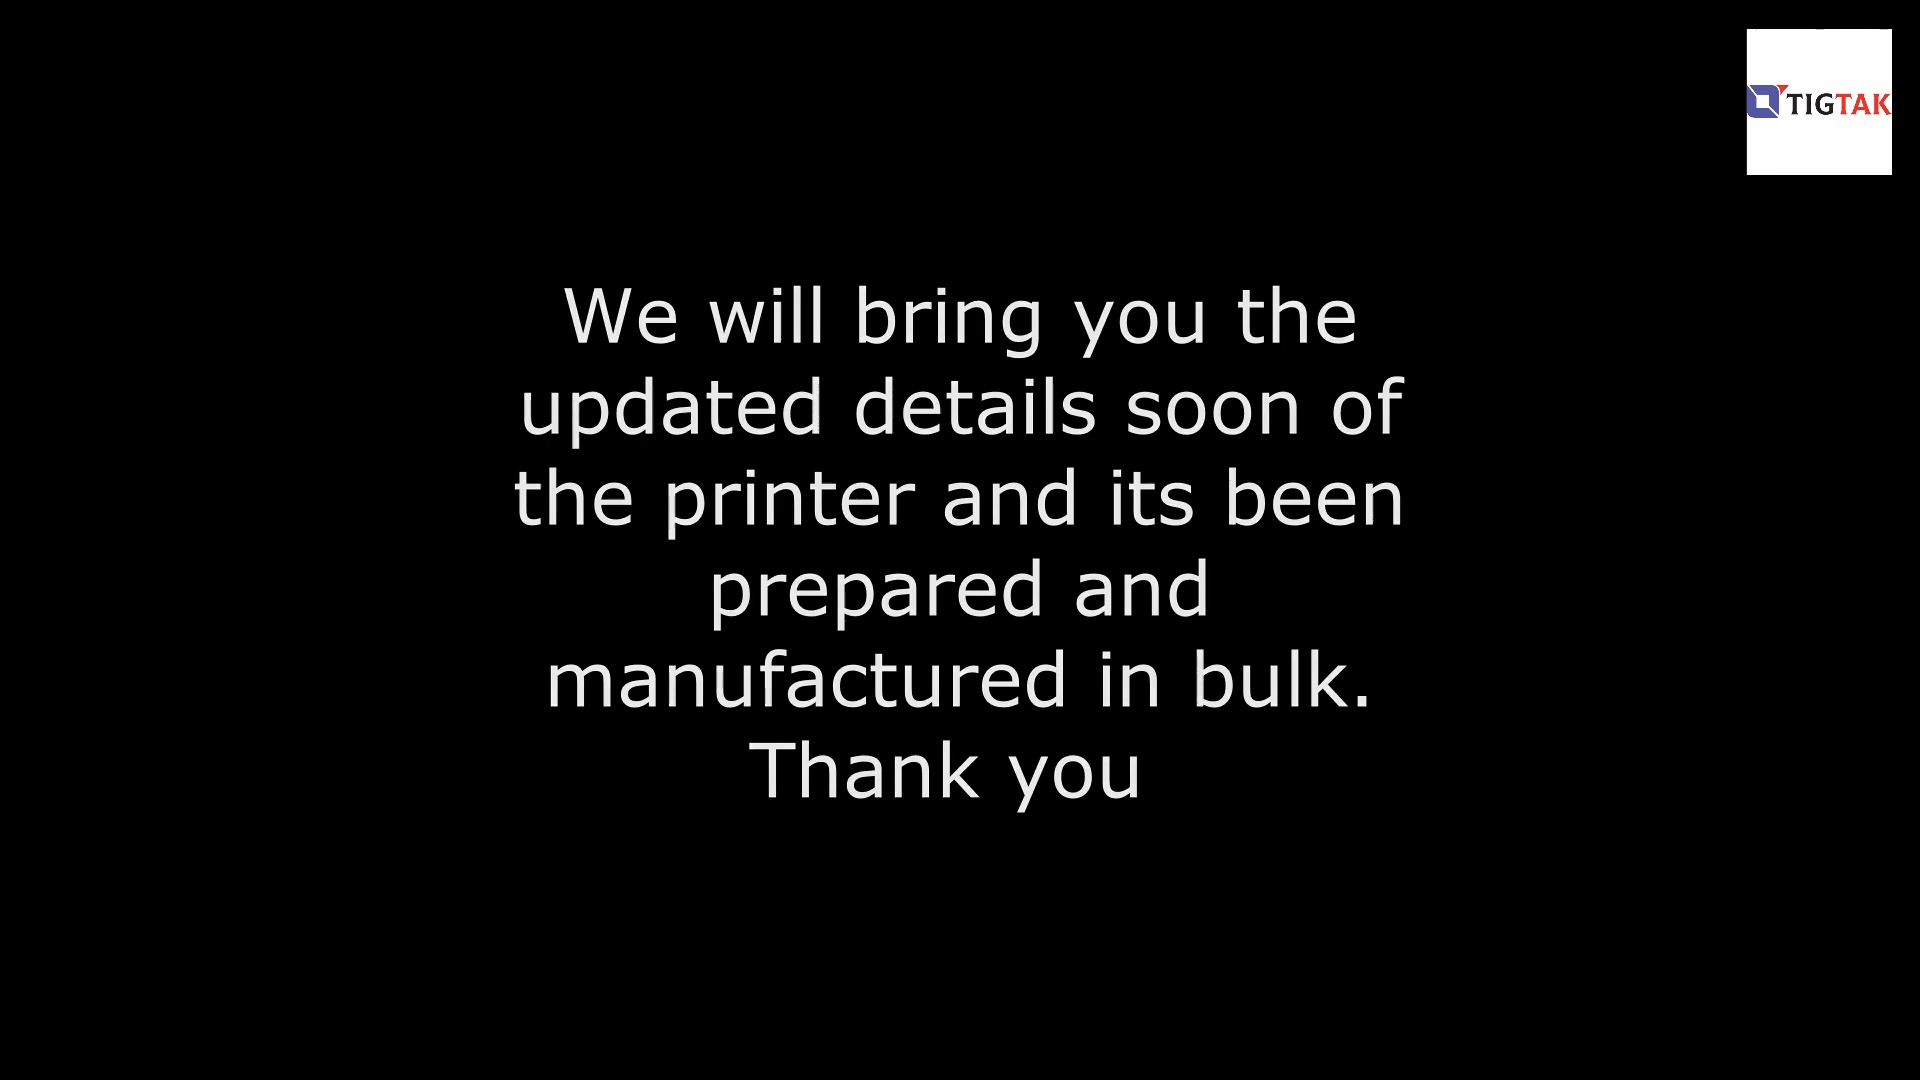 TIGTAK
We will bring you the
updated details soon of
the printer and its been
prepared and
manufactured in bulk.
Thank you